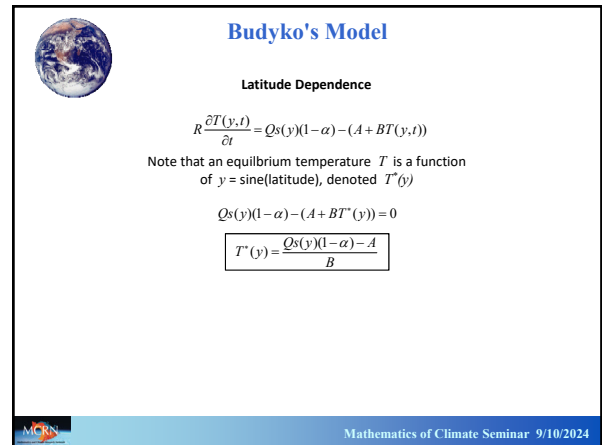 Budyko's Model
Latitude Dependence
R ∂T(y,t)/∂t = Qs(y)(1−α)−(A+BT(y,t))
Note that an equilbrium temperature T is a function
of y = sine(latitude), denoted T*(y)
Qs(y)(1−α)−(A+BT*(y))=0
T*(y) = Qs(y)(1−α)−A / B
MCRN
Mathematics of Climate Seminar 9/10/2024